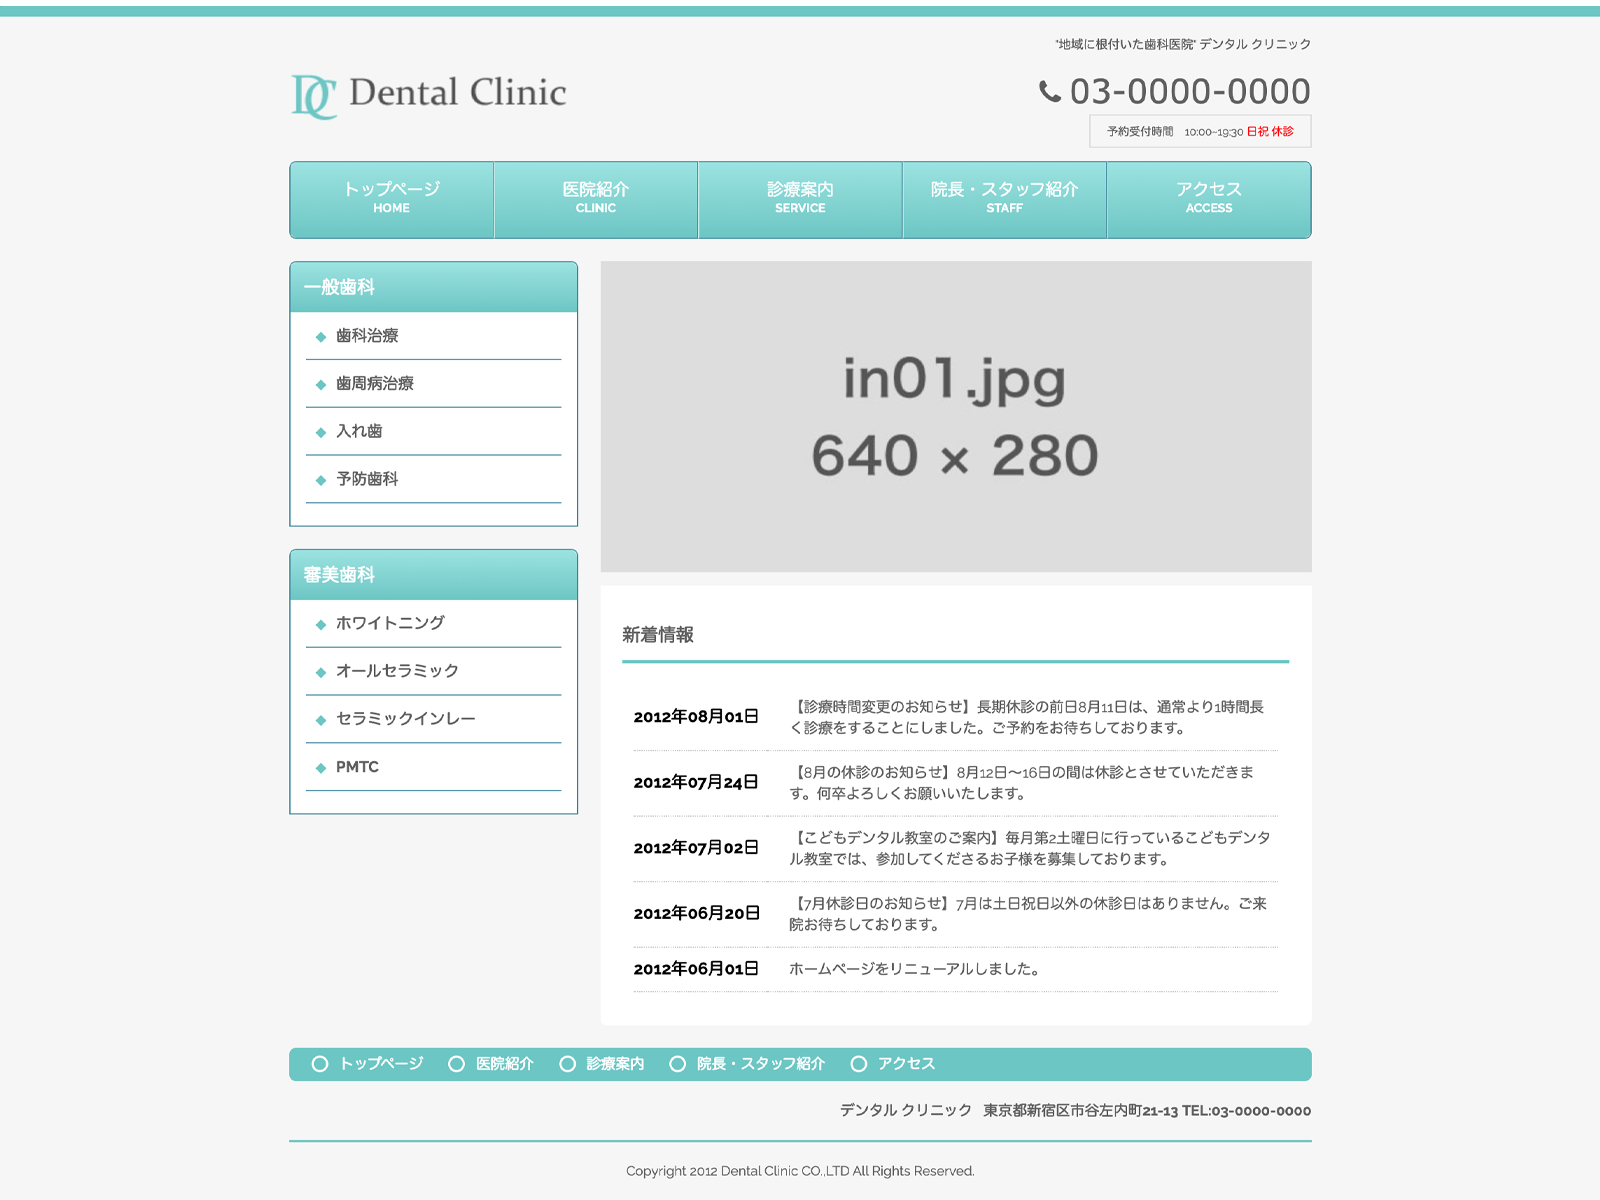 "地域に根付いた歯科医院" デンタル クリニック
DC Dental Clinic
03-0000-0000
予約受付時間 10:00~19:30 日祝 休診
トップページ
HOME
医院紹介
CLINIC
診療案内
SERVICE
院長・スタッフ紹介
STAFF
アクセス
ACCESS
一般歯科
歯科治療
歯周病治療
入れ歯
予防歯科
審美歯科
ホワイトニング
オールセラミック
セラミックインレー
PMTC
in01.jpg
640 × 280
新着情報
2012年08月01日
【診療時間変更のお知らせ】長期休診の前日8月11日は、通常より1時間長
く診療をすることにしました。ご予約をお待ちしております。
2012年07月24日
【8月の休診のお知らせ】8月12日〜16日の間は休診とさせていただきま
す。何卒よろしくお願いいたします。
2012年07月02日
【こどもデンタル教室のご案内】毎月第2土曜日に行っているこどもデンタ
ル教室では、参加してくださるお子様を募集しております。
2012年06月20日
【7月休診日のお知らせ】7月は土日祝日以外の休診日はありません。ご来
院お待ちしております。
2012年06月01日
ホームページをリニューアルしました。
トップページ 医院紹介 診療案内 院長・スタッフ紹介 アクセス
デンタル クリニック 東京都新宿区市谷左内町21-13 TEL:03-0000-0000
Copyright 2012 Dental Clinic CO.,LTD All Rights Reserved.